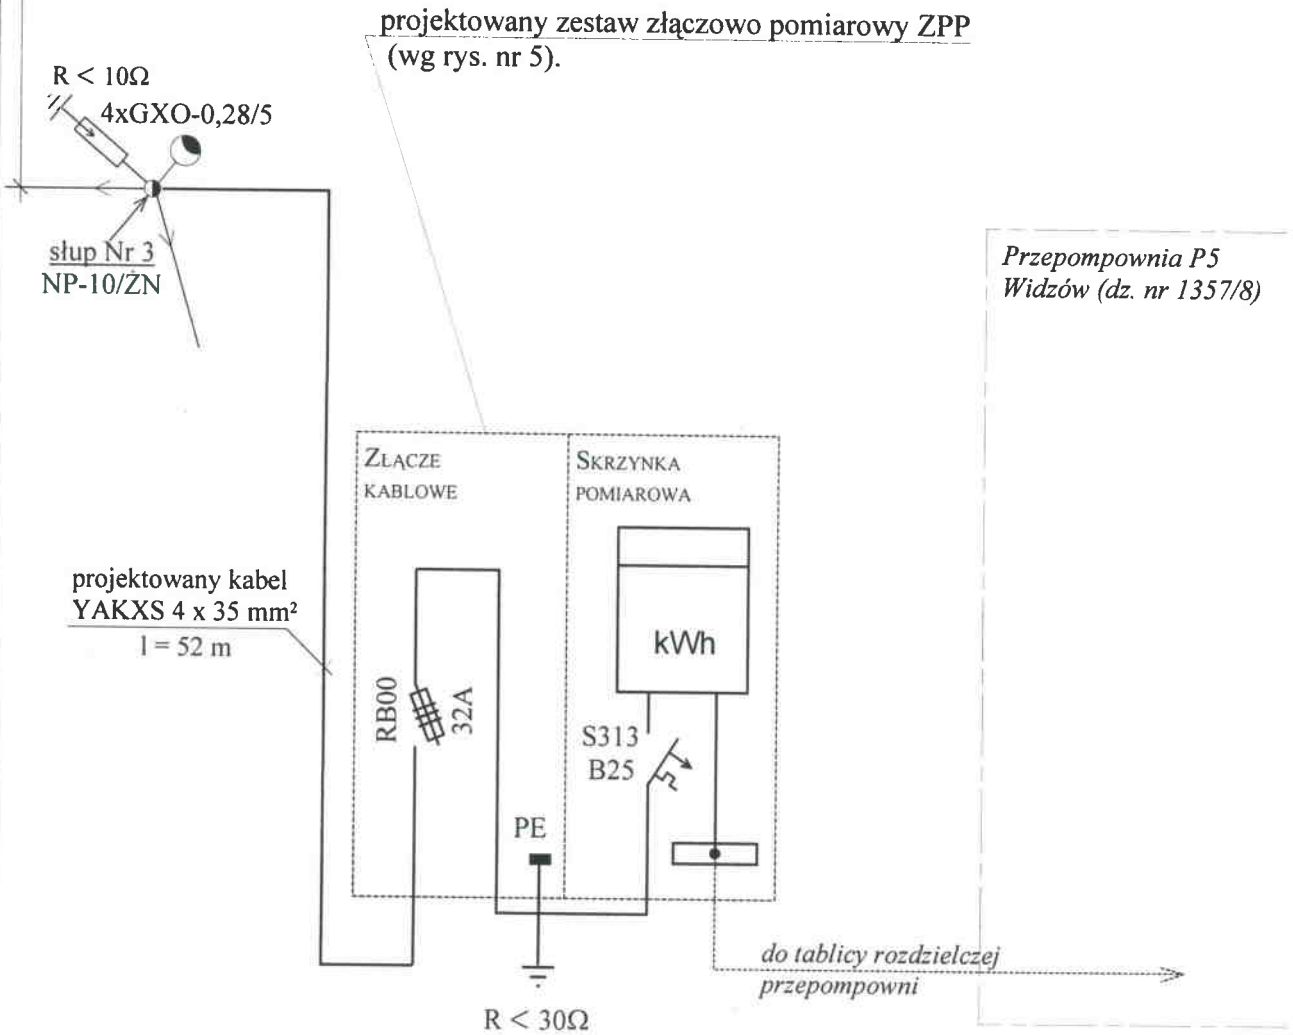 projektowany zestaw złączowo pomiarowy ZPP
(wg rys. nr 5).
R < 10Ω
4xGXO-0,28/5
słup Nr 3
NP-10/ŻN
Przepompownia P5
Widzów (dz. nr 1357/8)
ZŁĄCZE
KABLOWE
SKRZYNKA
POMIAROWA
projektowany kabel
YAKXS 4 x 35 mm²
l = 52 m
kWh
RB00
32A
S313
B25
PE
do tablicy rozdzielczej
przepompowni
R < 30Ω